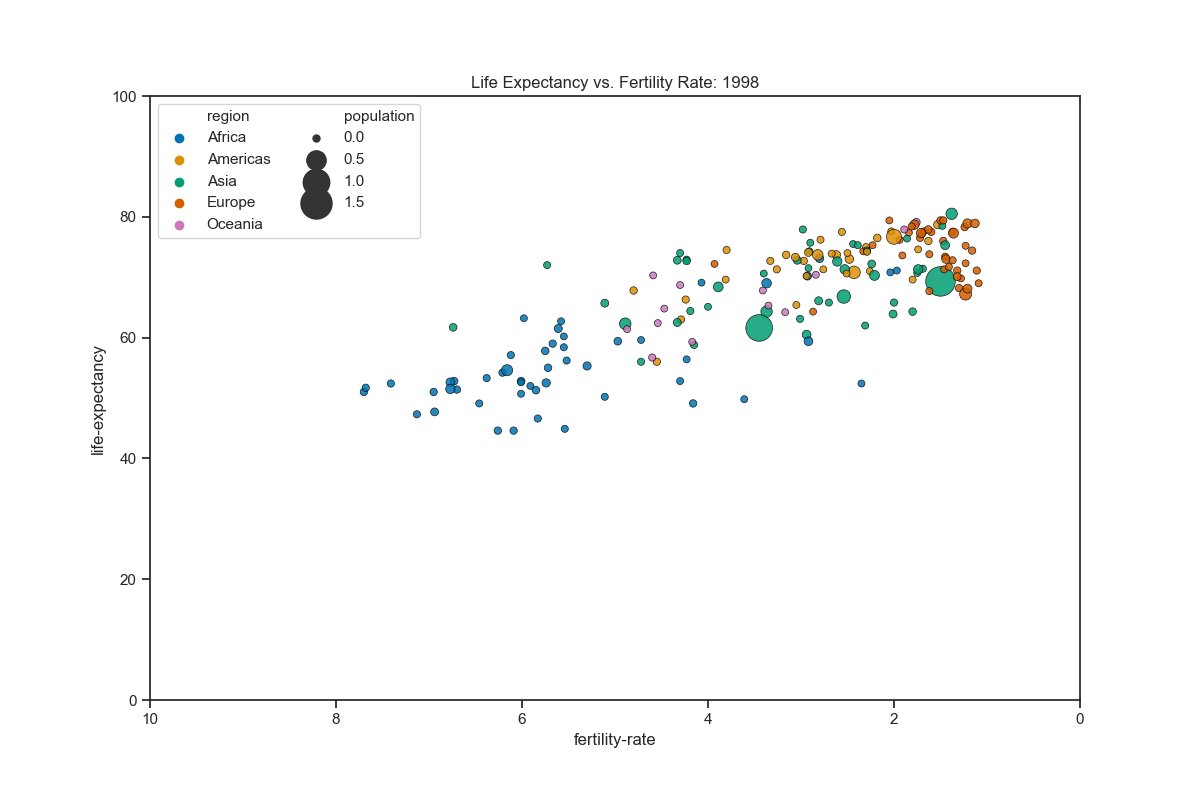 Life Expectancy vs. Fertility Rate: 1998
100
80
60
40
20
0
life-expectancy
region
Africa
Americas
Asia
Europe
Oceania
population
0.0
0.5
1.0
1.5
10
8
6
4
2
0
fertility-rate